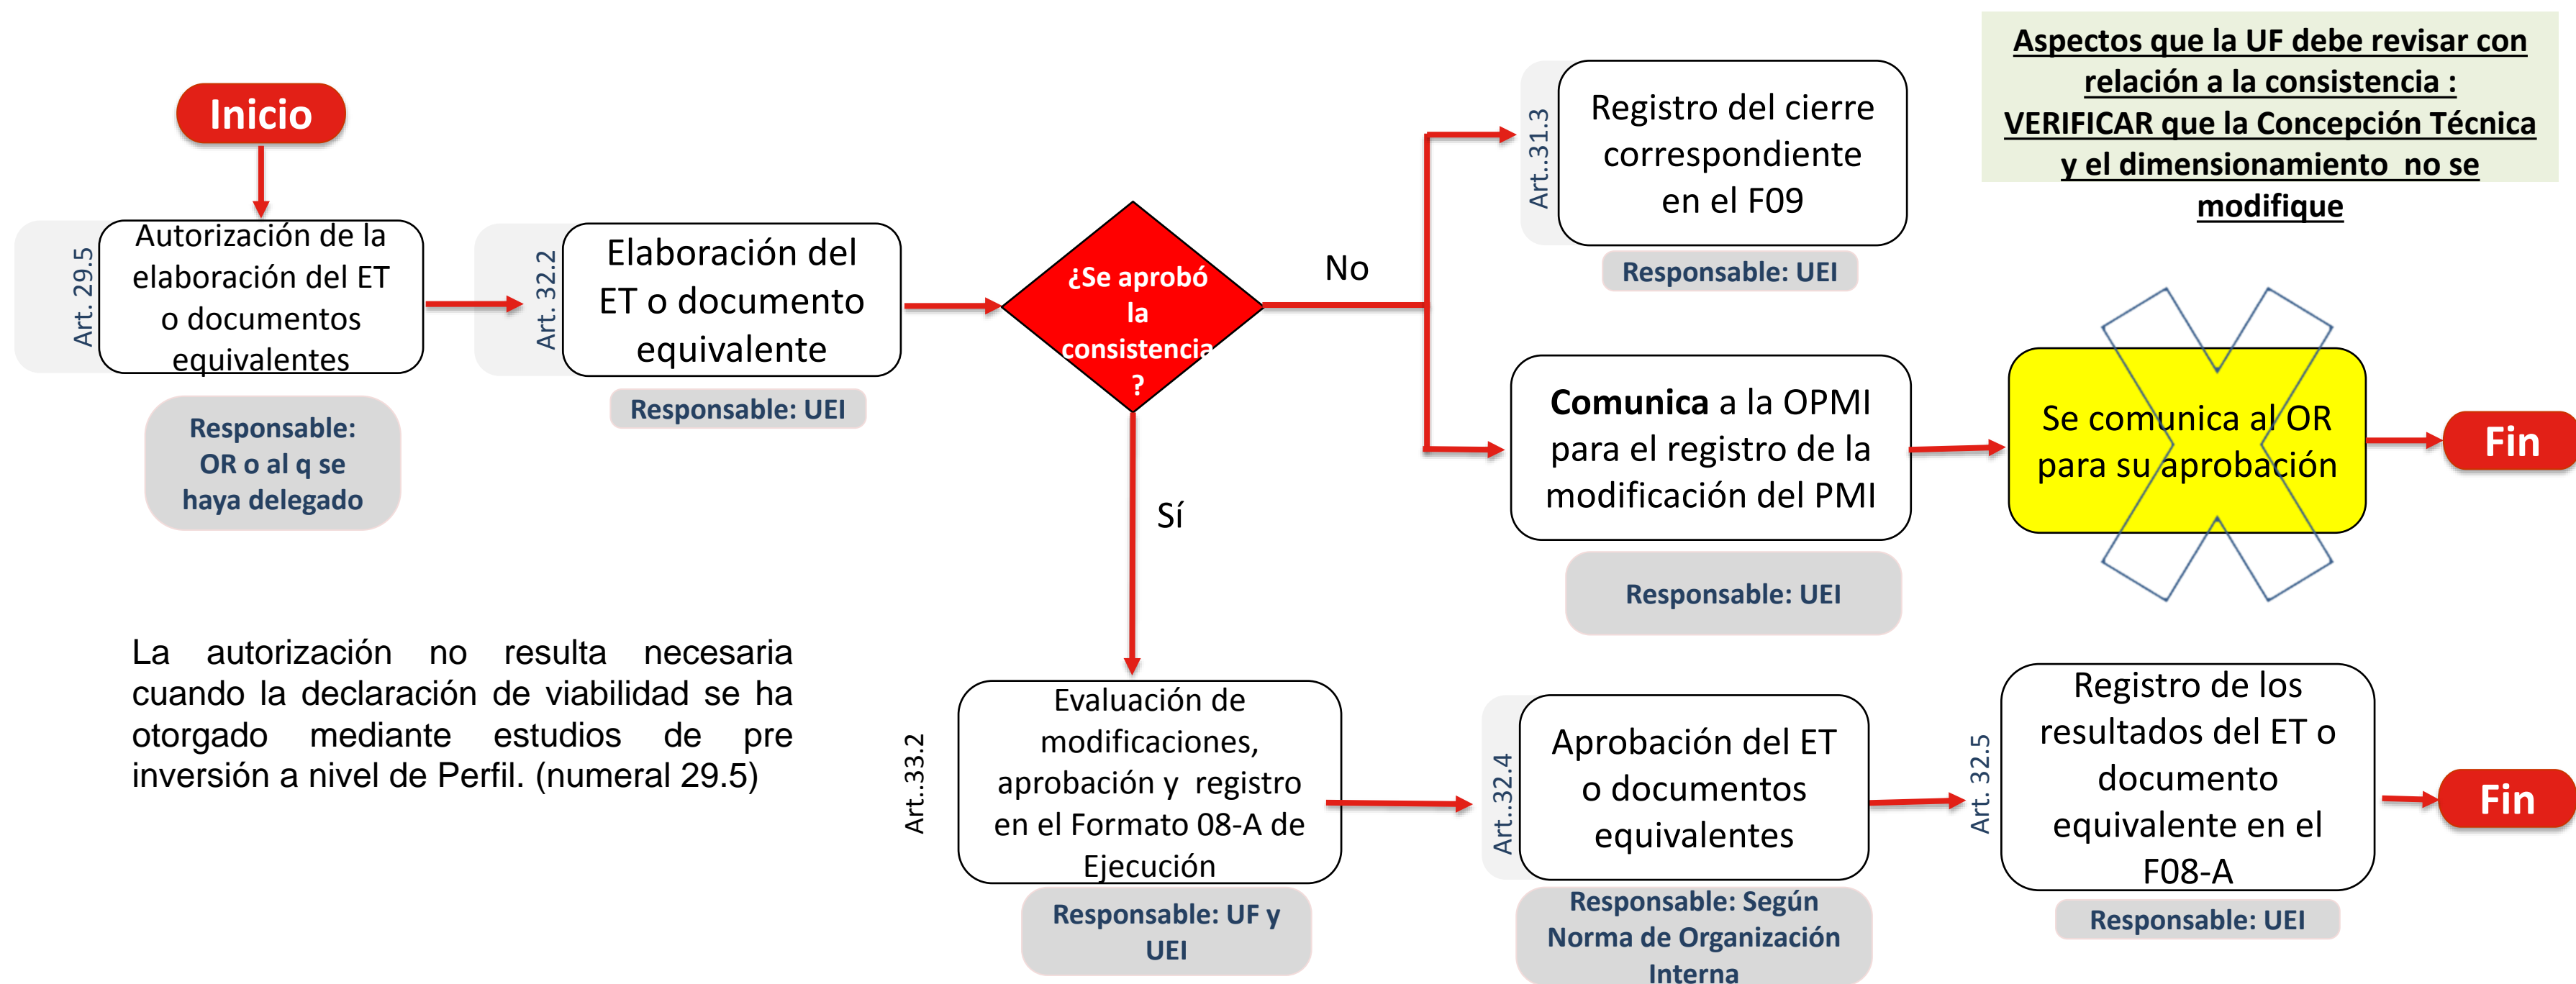 Inicio
Art. 29.5
Autorización de la
elaboración del ET
o documentos
equivalentes
Responsable:
OR o al q se
haya delegado
Art. 32.2
Elaboración del
ET o documento
equivalente
Responsable: UEI
¿Se aprobó
la
consistencia
?
No
Sí
Art..31.3
Registro del cierre
correspondiente
en el F09
Responsable: UEI
Comunica a la OPMI
para el registro de la
modificación del PMI
Responsable: UEI
Aspectos que la UF debe revisar con
relación a la consistencia :
VERIFICAR que la Concepción Técnica
y el dimensionamiento no se
modifique
Se comunica al OR
para su aprobación
Fin
La autorización no resulta necesaria
cuando la declaración de viabilidad se ha
otorgado mediante estudios de pre
inversión a nivel de Perfil. (numeral 29.5)
Art..33.2
Evaluación de
modificaciones,
aprobación y registro
en el Formato 08-A de
Ejecución
Responsable: UF y
UEI
Art..32.4
Aprobación del ET
o documentos
equivalentes
Responsable: Según
Norma de Organización
Interna
Art. 32.5
Registro de los
resultados del ET o
documento
equivalente en el
F08-A
Responsable: UEI
Fin